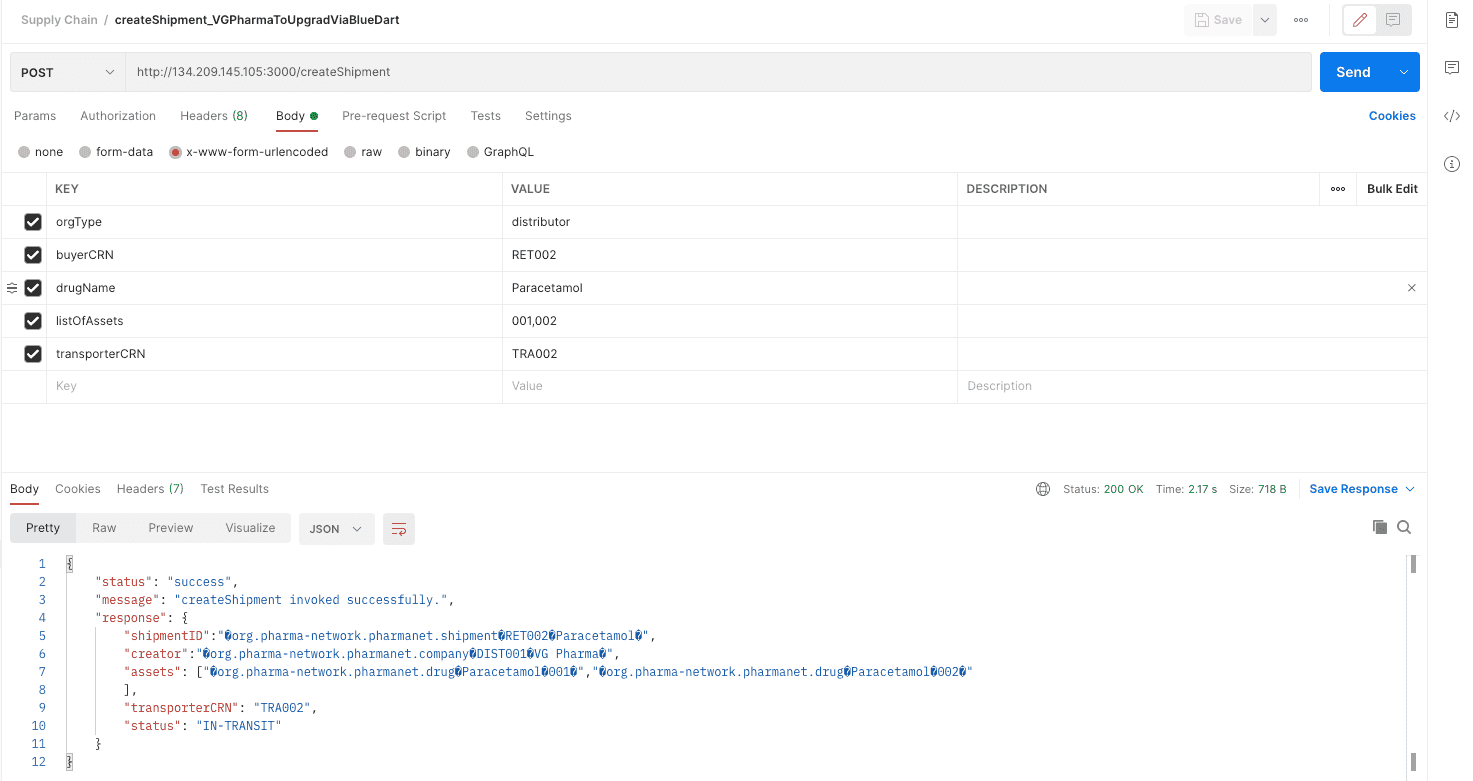 Supply Chain / createShipment_VGPharmaToUpgradViaBlueDart
Save
POST http://134.209.145.105:3000/createShipment
Send
Params Authorization Headers (8) Body Pre-request Script Tests Settings Cookies
none form-data x-www-form-urlencoded raw binary GraphQL
KEY VALUE DESCRIPTION Bulk Edit
orgType distributor
buyerCRN RET002
drugName Paracetamol
listOfAssets 001,002
transporterCRN TRA002
Key Value Description
Body Cookies Headers (7) Test Results Status: 200 OK Time: 2.17 s Size: 718 B Save Response
Pretty Raw Preview Visualize JSON
1 {
2 "status": "success",
3 "message": "createShipment invoked successfully.",
4 "response": {
5 "shipmentID":"�org.pharma-network.pharmanet.shipment�RET002�Paracetamol�",
6 "creator":"�org.pharma-network.pharmanet.company�DIST001�VG Pharma�",
7 "assets": ["�org.pharma-network.pharmanet.drug�Paracetamol�001�","�org.pharma-network.pharmanet.drug�Paracetamol�002�"
8 ],
9 "transporterCRN": "TRA002",
10 "status": "IN-TRANSIT"
11 }
12 }